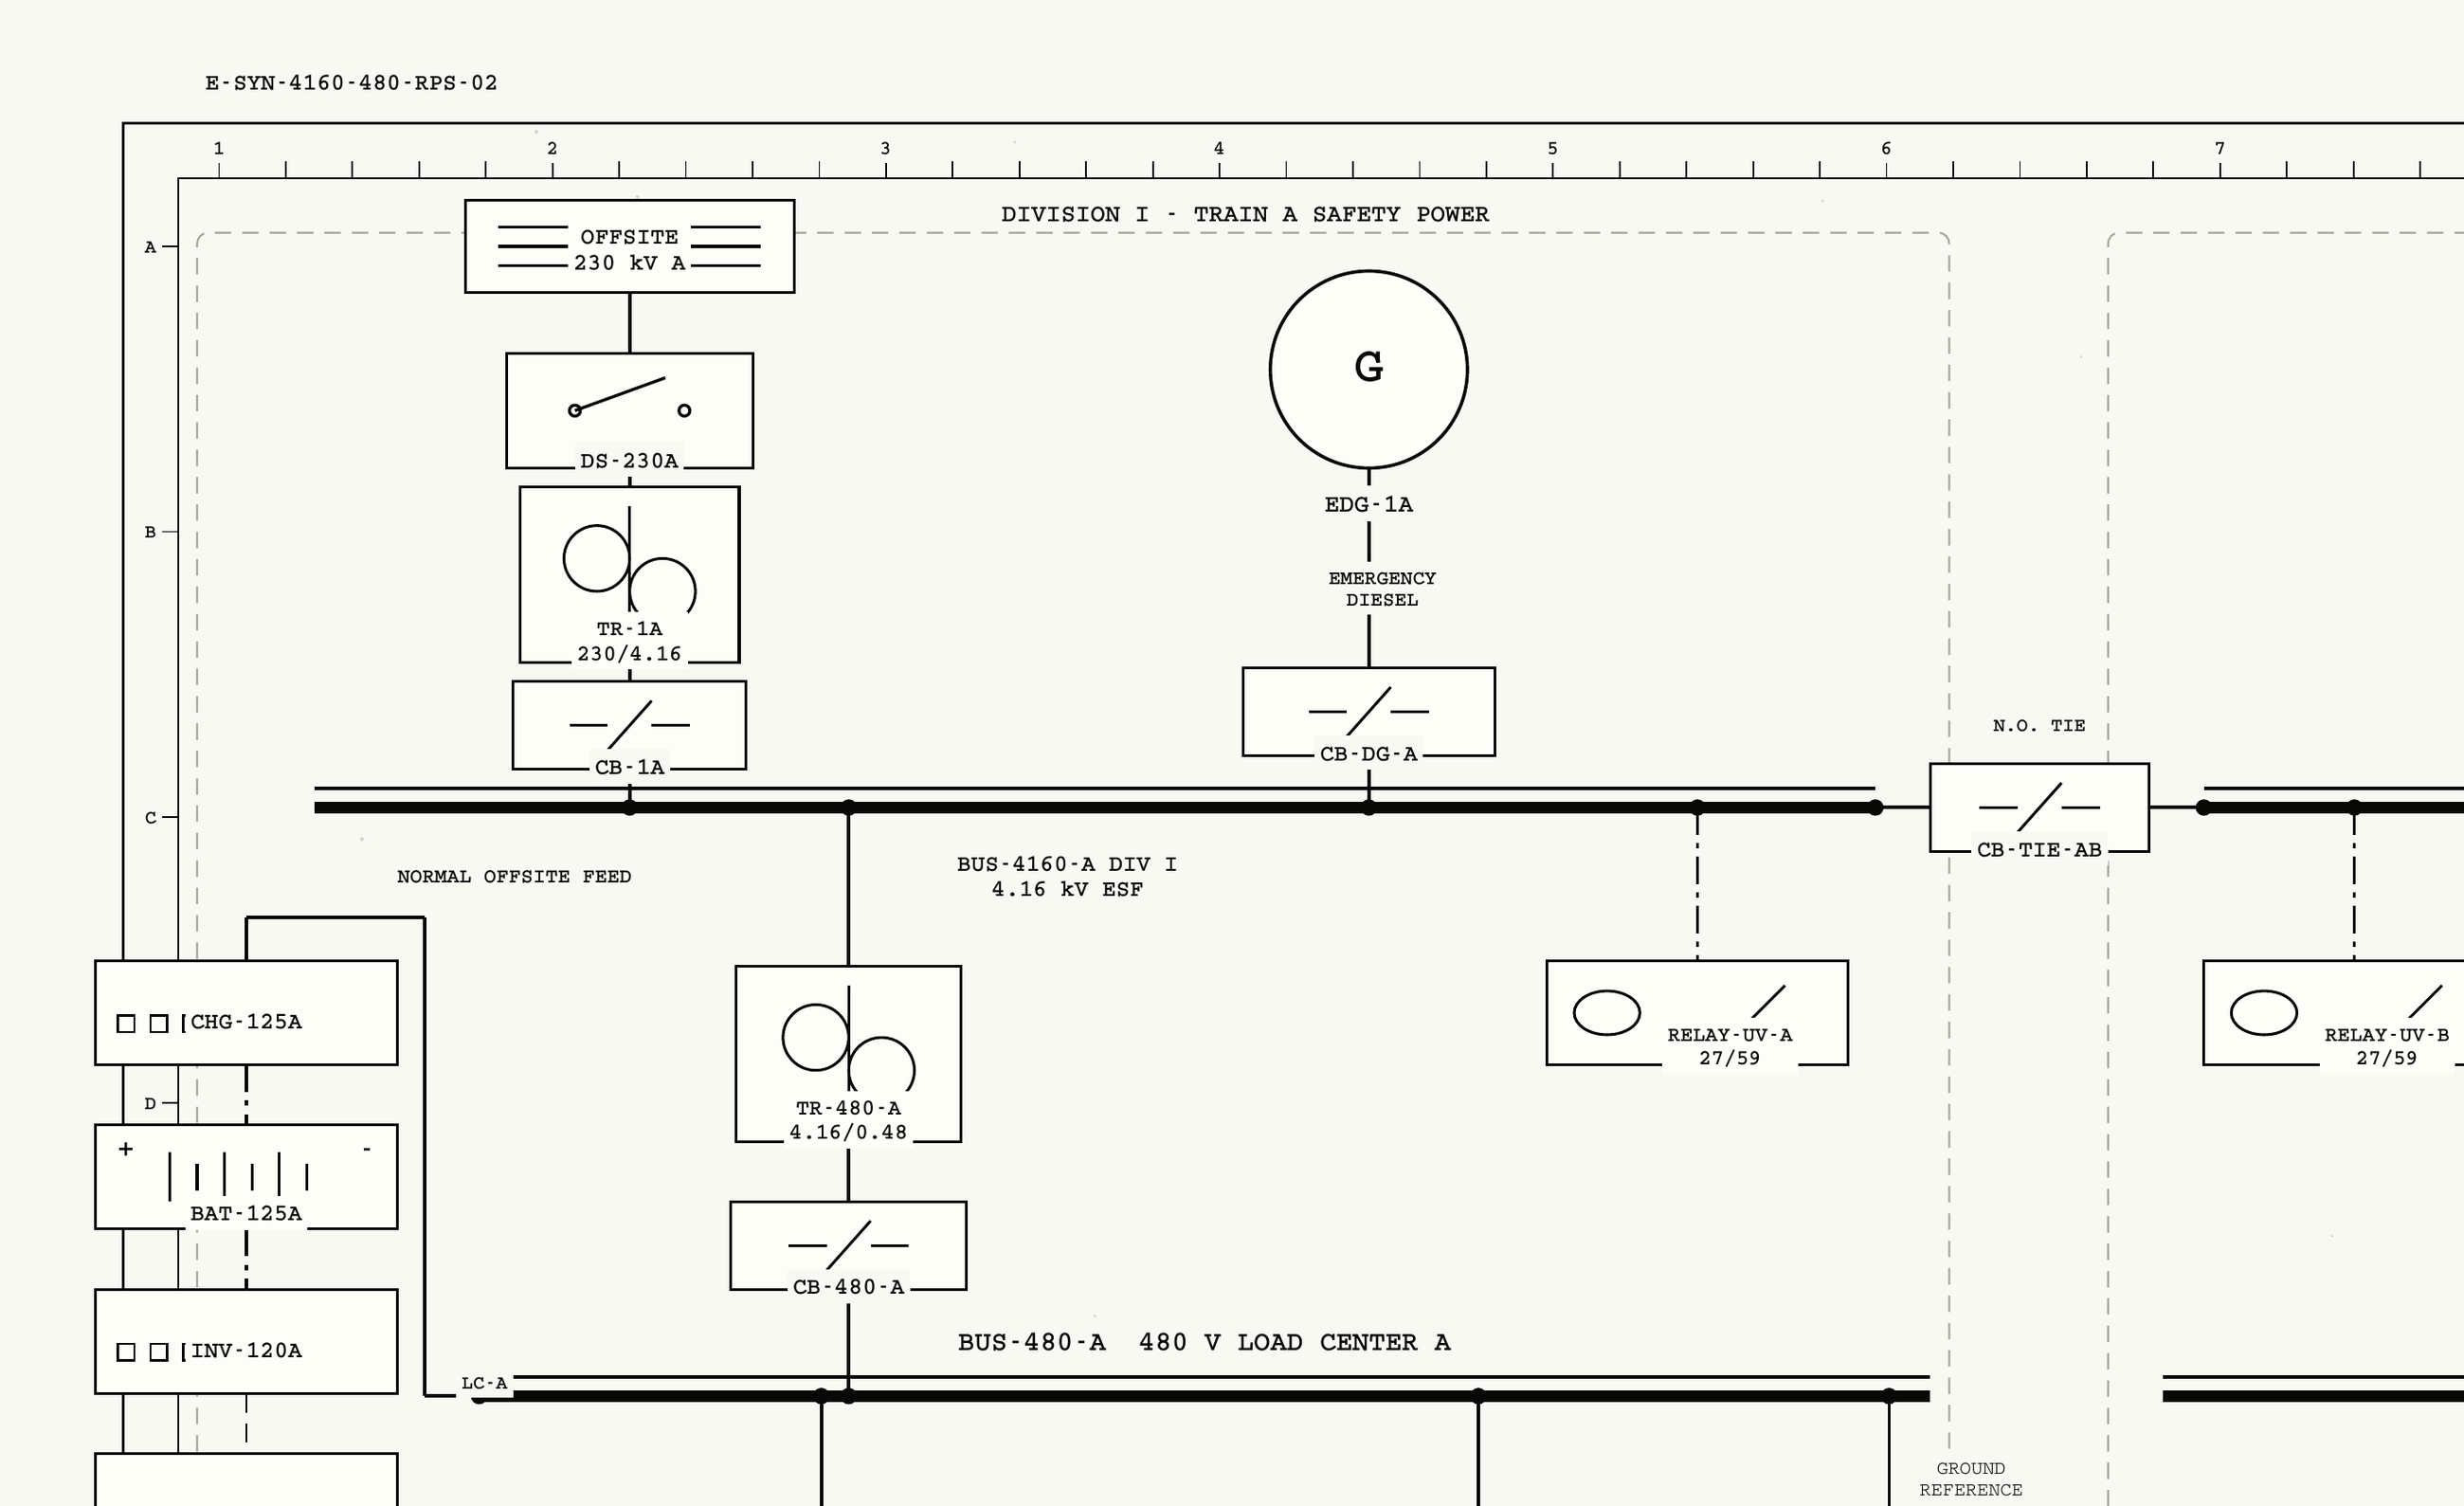 E-SYN-4160-480-RPS-02
1 2 3 4 5 6 7
DIVISION I - TRAIN A SAFETY POWER
A
OFFSITE
230 kV A
G
DS-230A
EDG-1A
B
EMERGENCY
DIESEL
TR-1A
230/4.16
N.O. TIE
CB-DG-A
CB-1A
C
CB-TIE-AB
BUS-4160-A DIV I
4.16 kV ESF
NORMAL OFFSITE FEED
CHG-125A
RELAY-UV-A
27/59
RELAY-UV-B
27/59
D
TR-480-A
4.16/0.48
+ -
BAT-125A
CB-480-A
BUS-480-A 480 V LOAD CENTER A
INV-120A
LC-A
GROUND
REFERENCE